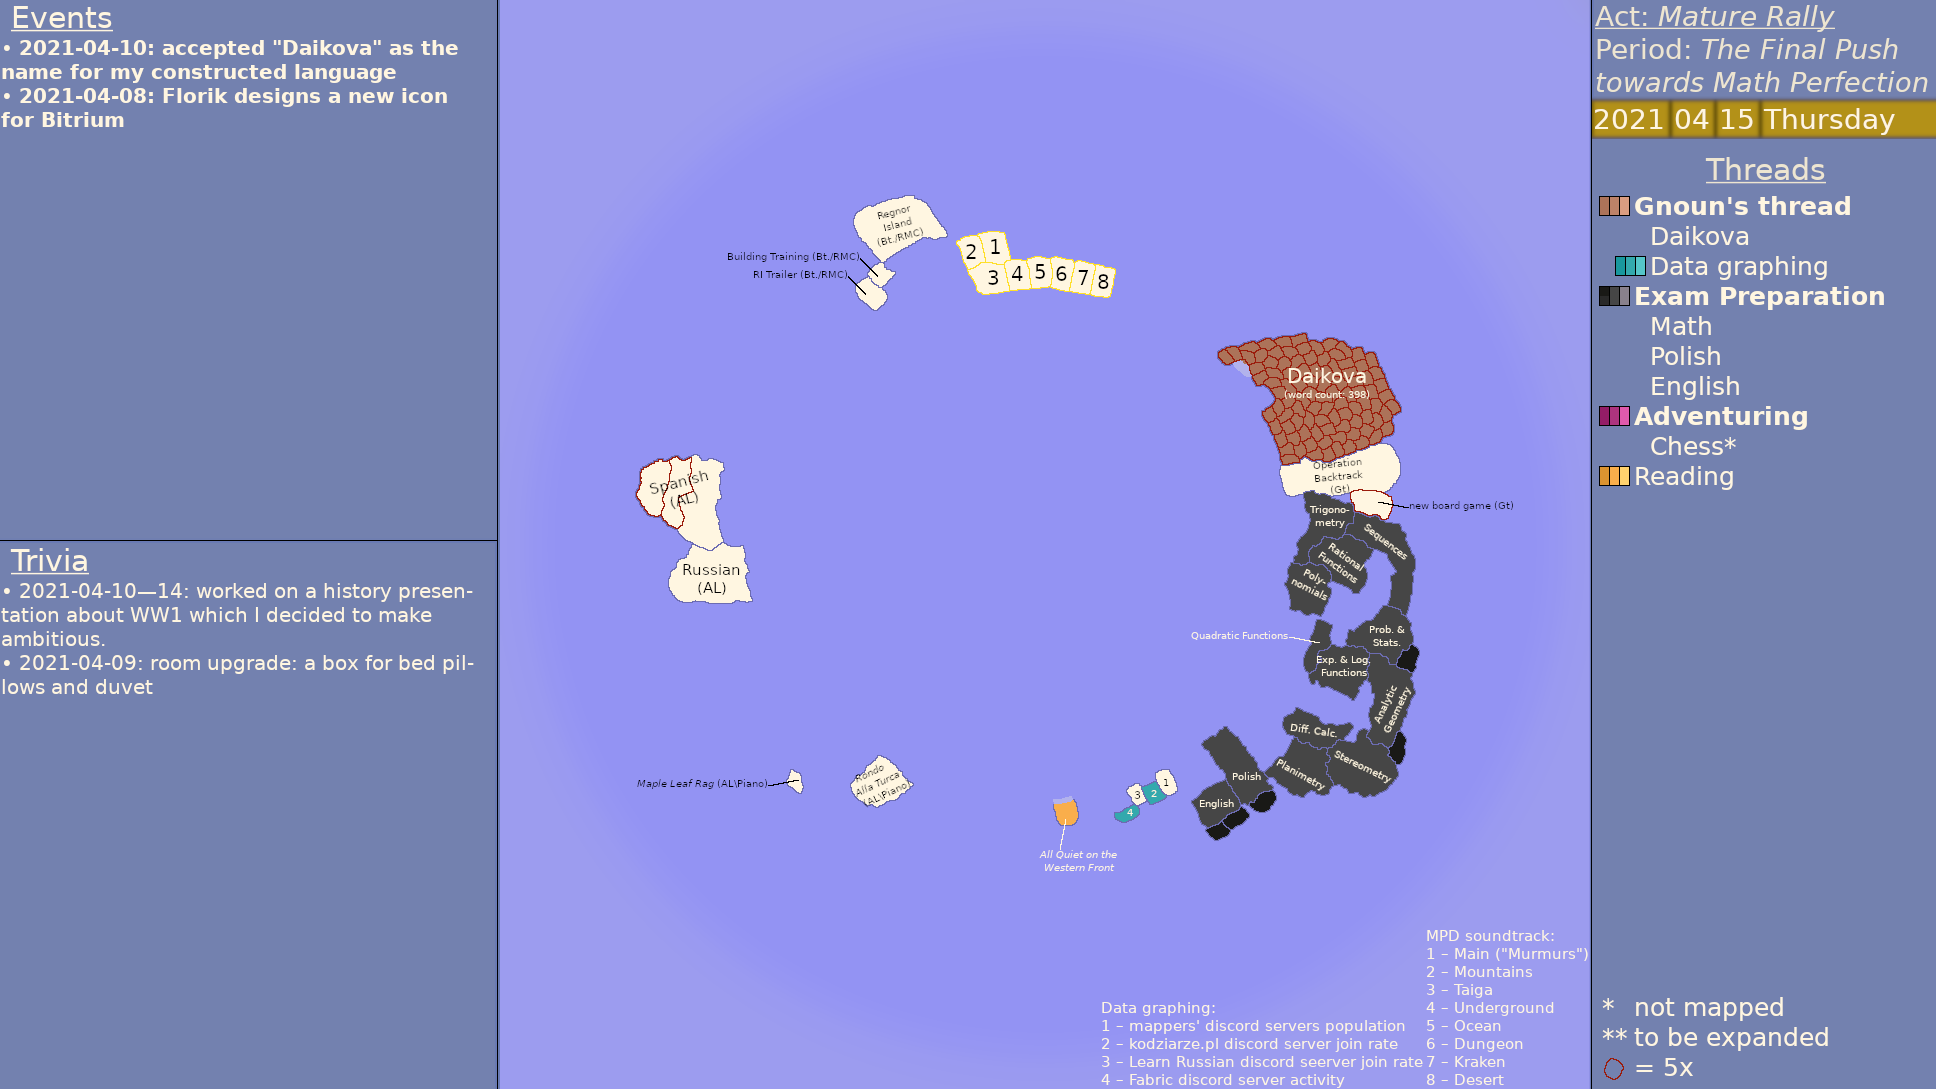 Events
• 2021-04-10: accepted "Daikova" as the
name for my constructed language
• 2021-04-08: Florik designs a new icon
for Bitrium
Trivia
• 2021-04-10—14: worked on a history presen-
tation about WW1 which I decided to make
ambitious.
• 2021-04-09: room upgrade: a box for bed pil-
lows and duvet
Regnor
Island
(Bt./RMC)
Building Training (Bt./RMC)
RI Trailer (Bt./RMC)
2 1
3 4 5 6 7 8
Daikova
(word count: 398)
Operation
Backtrack
(Gt)
new board game (Gt)
Trigono-
metry
Sequences
Rational
Functions
Poly-
nomials
Quadratic Functions
Prob. &
Stats.
Exp. & Log.
Functions
Analytic
Geometry
Diff. Calc.
Stereometry
Planimetry
Polish
English
Spanish
(AL)
Russian
(AL)
Maple Leaf Rag (AL\Piano)
Rondo
Alla Turca
(AL\Piano)
1
2
3
4
All Quiet on the
Western Front
Data graphing:
1 – mappers' discord servers population
2 – kodziarze.pl discord server join rate
3 – Learn Russian discord seerver join rate
4 – Fabric discord server activity
MPD soundtrack:
1 – Main ("Murmurs")
2 – Mountains
3 – Taiga
4 – Underground
5 – Ocean
6 – Dungeon
7 – Kraken
8 – Desert
Act: Mature Rally
Period: The Final Push
towards Math Perfection
2021 04 15 Thursday
Threads
Gnoun's thread
Daikova
Data graphing
Exam Preparation
Math
Polish
English
Adventuring
Chess*
Reading
* not mapped
** to be expanded
= 5x